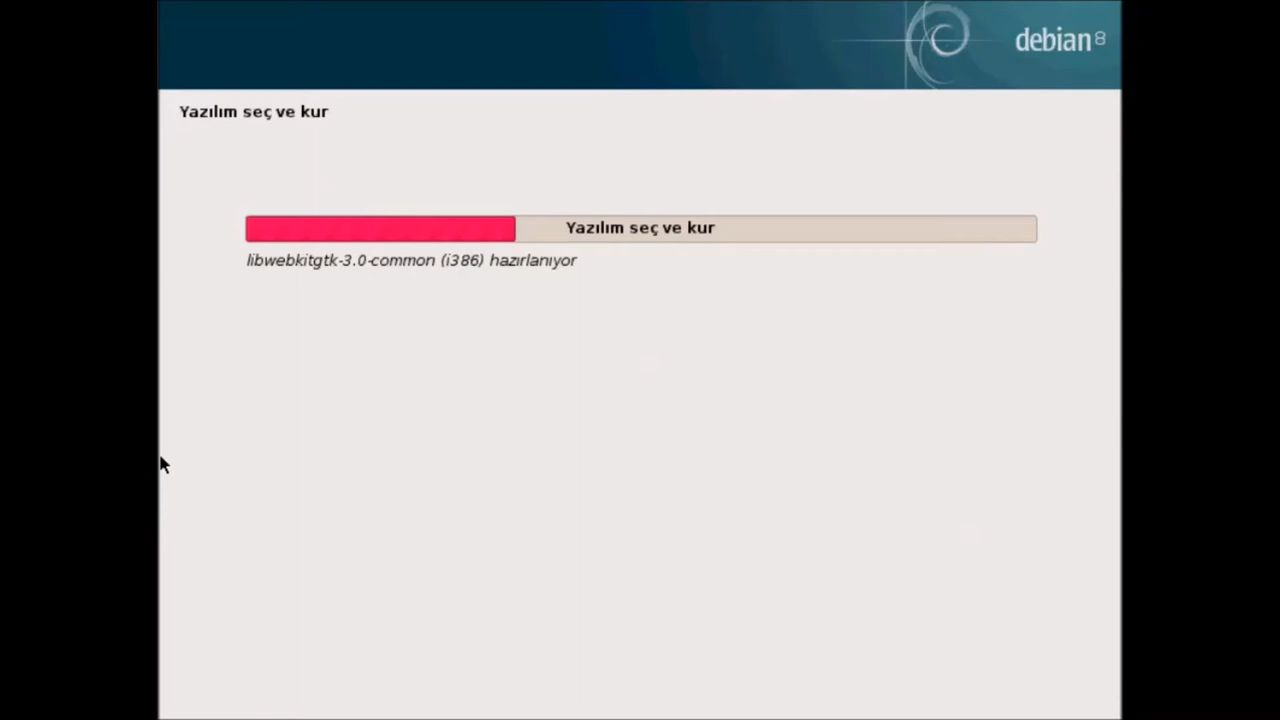 debian 8
Yazılım seç ve kur
Yazılım seç ve kur
libwebkitgtk-3.0-common (i386) hazırlanıyor